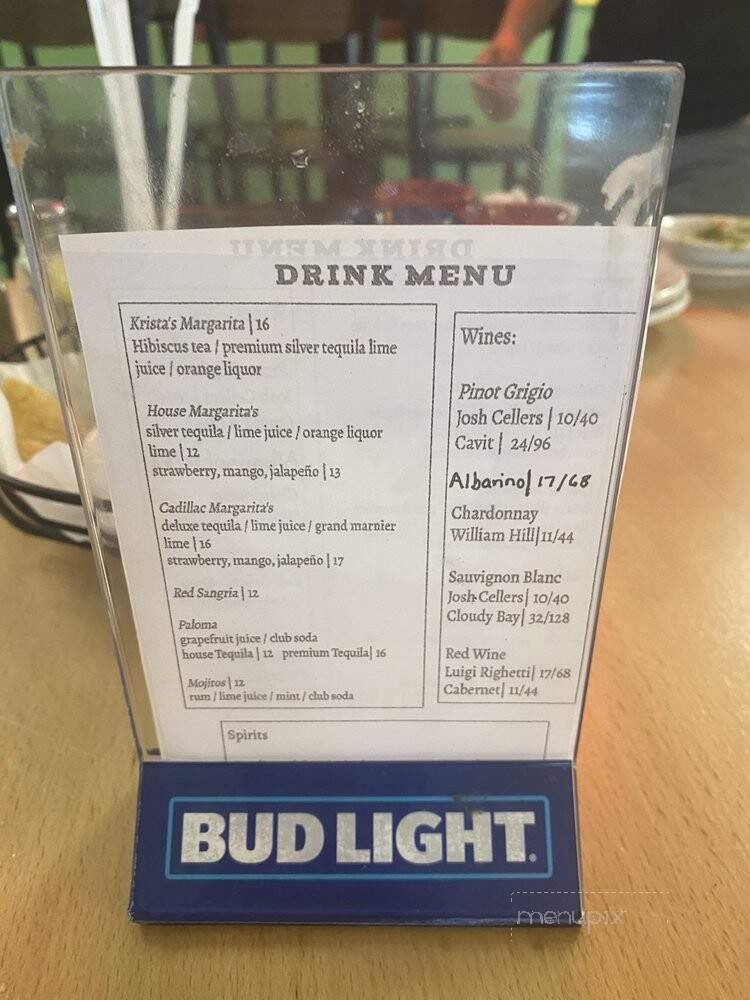 DRINK MENU
Krista's Margarita | 16
Hibiscus tea / premium silver tequila lime
juice / orange liquor
House Margarita's
silver tequila / lime juice / orange liquor
lime | 12
strawberry, mango, jalapeño | 13
Cadillac Margarita's
deluxe tequila / lime juice / grand marnier
lime | 16
strawberry, mango, jalapeño | 17
Red Sangria | 12
Paloma
grapefruit juice / club soda
house Tequila | 12 premium Tequila| 16
Mojitos | 12
rum / lime juice / mint / club soda
Wines:
Pinot Grigio
Josh Cellers | 10/40
Cavit | 24/96
Albarino| 17/68
Chardonnay
William Hill|11/44
Sauvignon Blanc
Josh Cellers| 10/40
Cloudy Bay| 32/128
Red Wine
Luigi Righetti| 17/68
Cabernet| 11/44
Spirits
BUD LIGHT.
menupix